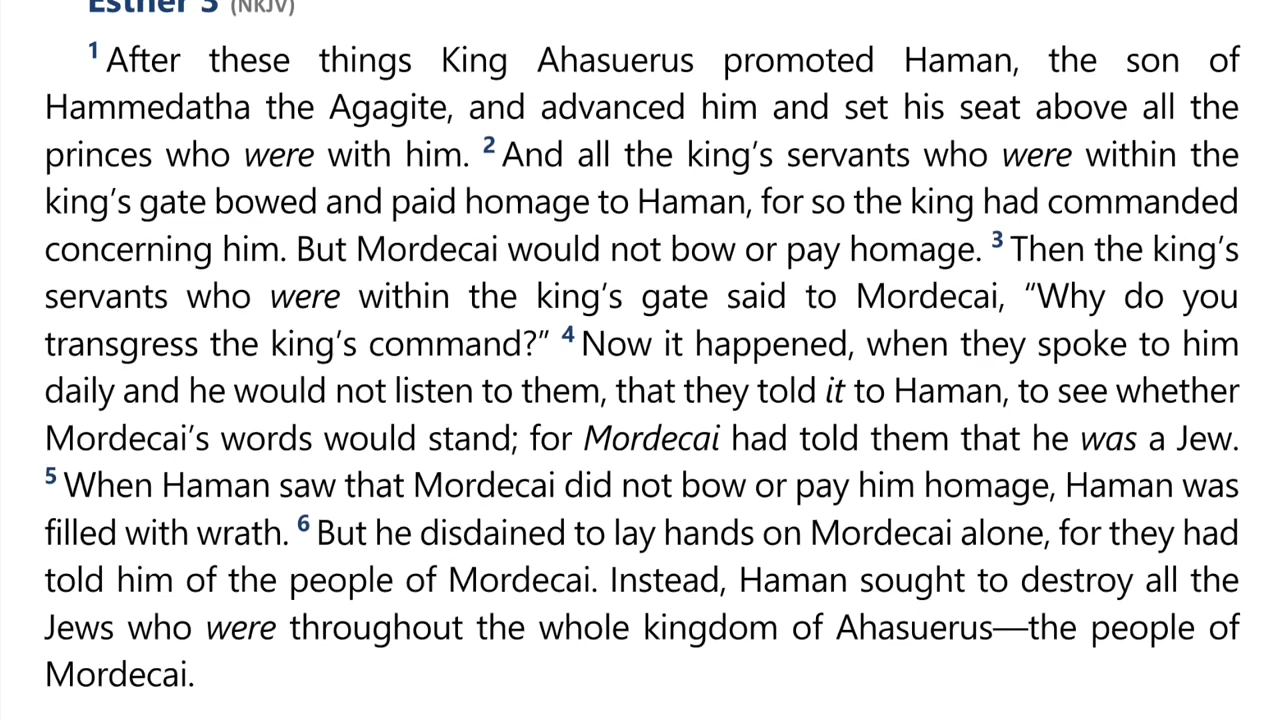 Esther 3 (NKJV)
1 After these things King Ahasuerus promoted Haman, the son of
Hammedatha the Agagite, and advanced him and set his seat above all the
princes who were with him. 2 And all the king’s servants who were within the
king’s gate bowed and paid homage to Haman, for so the king had commanded
concerning him. But Mordecai would not bow or pay homage. 3 Then the king’s
servants who were within the king’s gate said to Mordecai, “Why do you
transgress the king’s command?” 4 Now it happened, when they spoke to him
daily and he would not listen to them, that they told it to Haman, to see whether
Mordecai’s words would stand; for Mordecai had told them that he was a Jew.
5 When Haman saw that Mordecai did not bow or pay him homage, Haman was
filled with wrath. 6 But he disdained to lay hands on Mordecai alone, for they had
told him of the people of Mordecai. Instead, Haman sought to destroy all the
Jews who were throughout the whole kingdom of Ahasuerus—the people of
Mordecai.